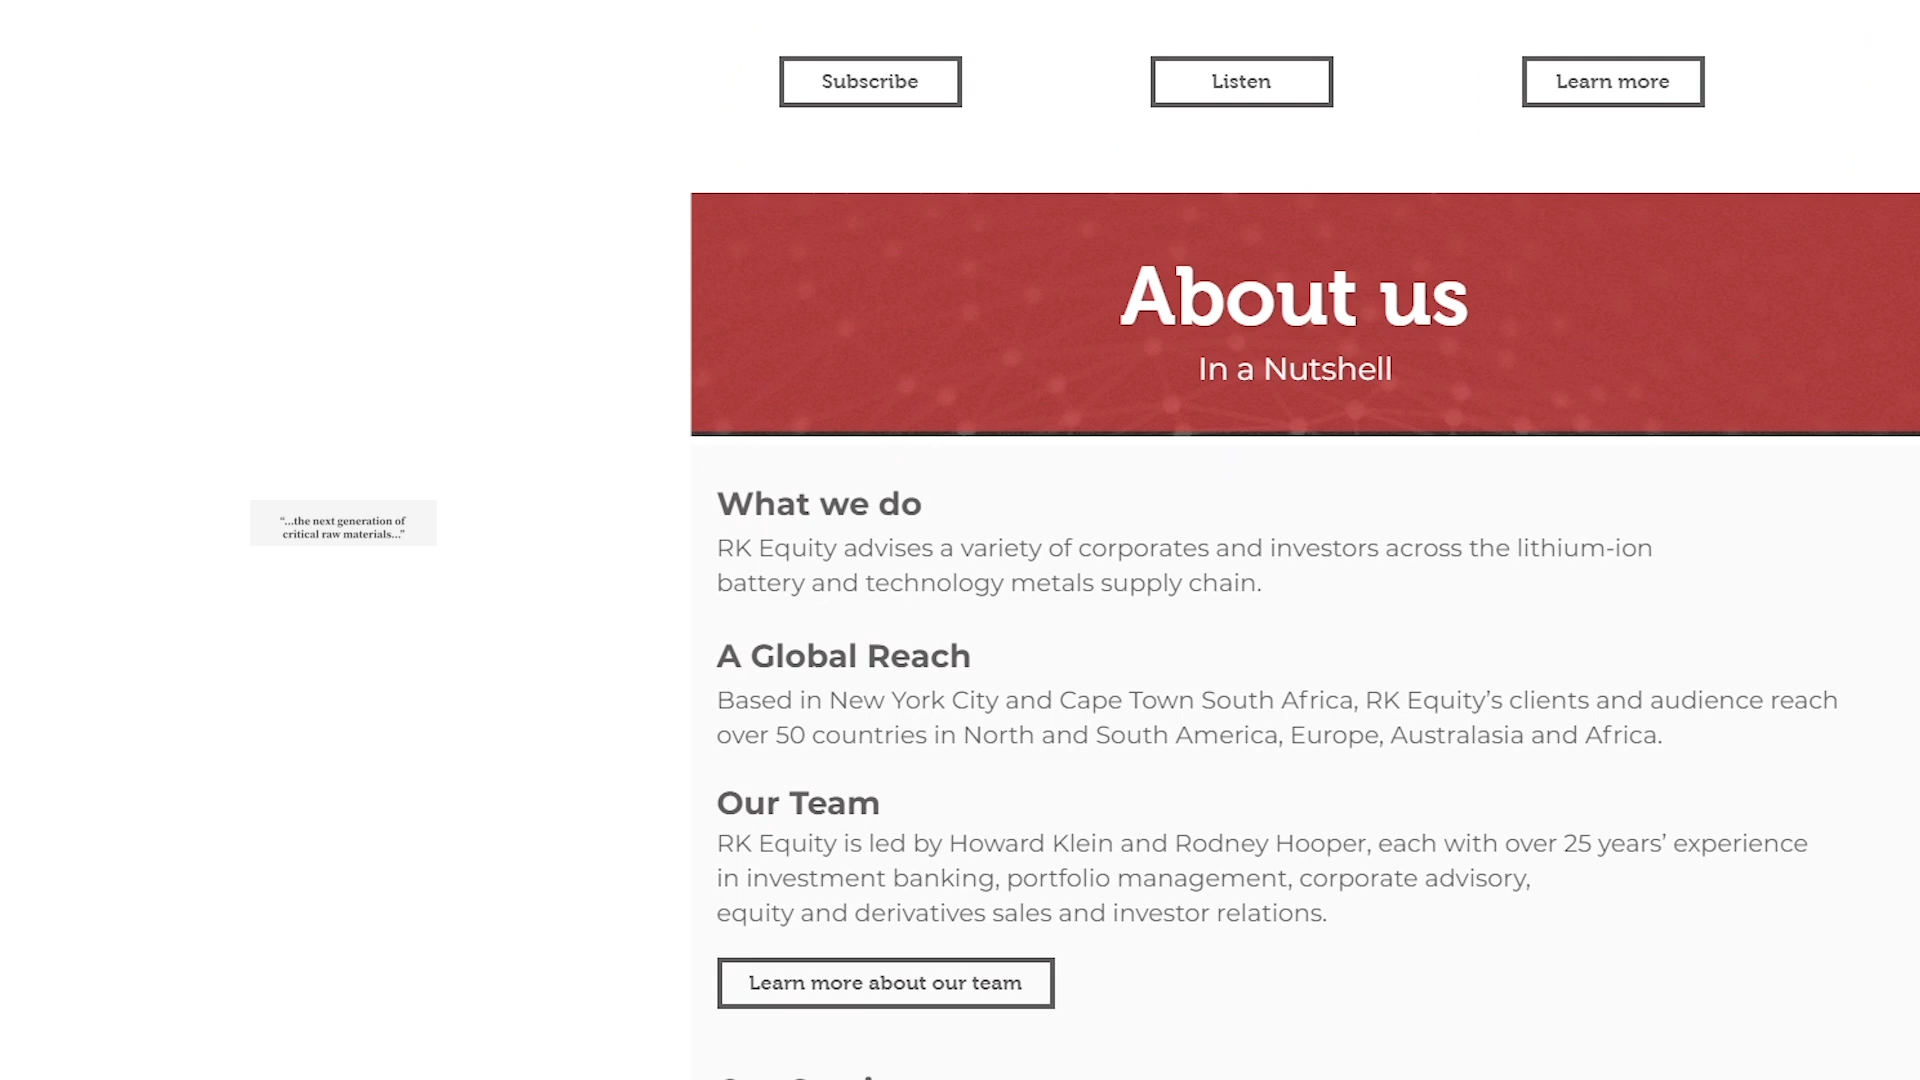 Subscribe
Listen
Learn more
About us
In a Nutshell
"...the next generation of
critical raw materials..."
What we do
RK Equity advises a variety of corporates and investors across the lithium-ion
battery and technology metals supply chain.
A Global Reach
Based in New York City and Cape Town South Africa, RK Equity’s clients and audience reach
over 50 countries in North and South America, Europe, Australasia and Africa.
Our Team
RK Equity is led by Howard Klein and Rodney Hooper, each with over 25 years’ experience
in investment banking, portfolio management, corporate advisory,
equity and derivatives sales and investor relations.
Learn more about our team